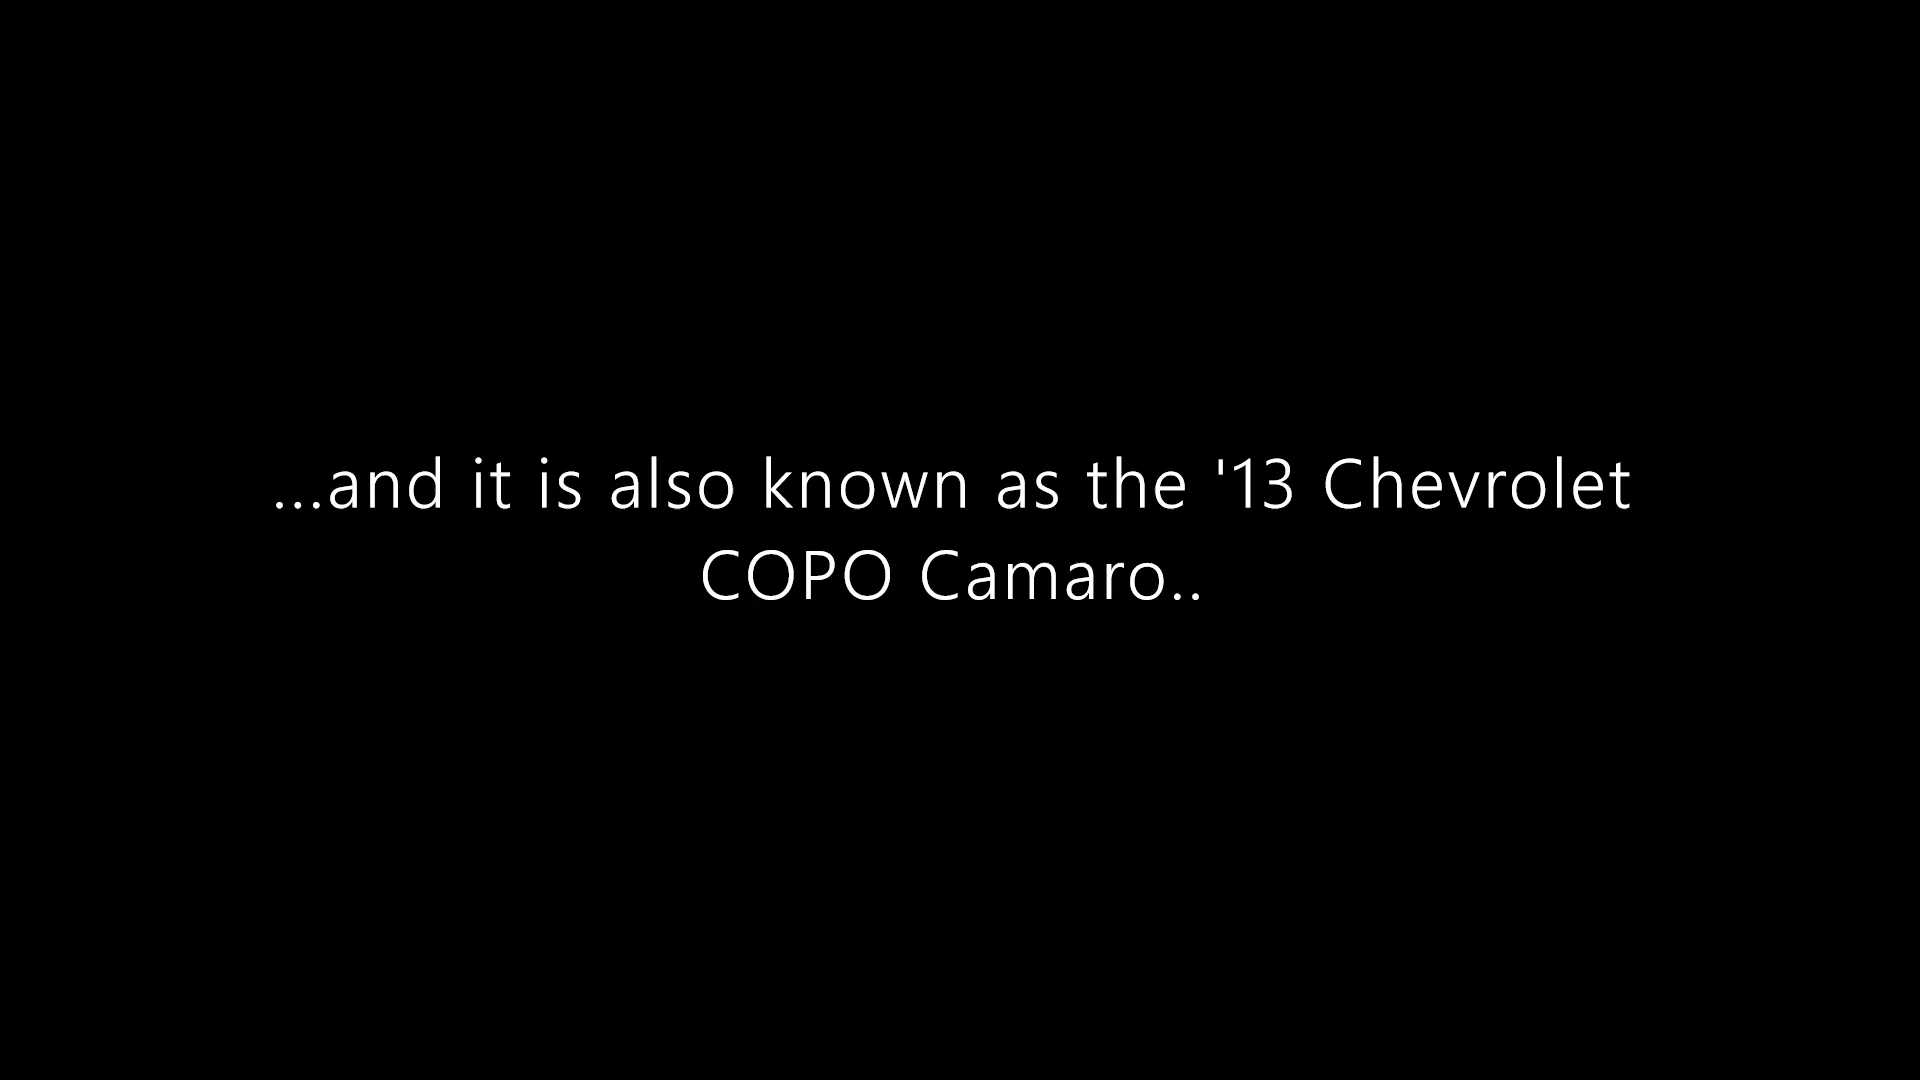 ...and it is also known as the '13 Chevrolet
COPO Camaro..